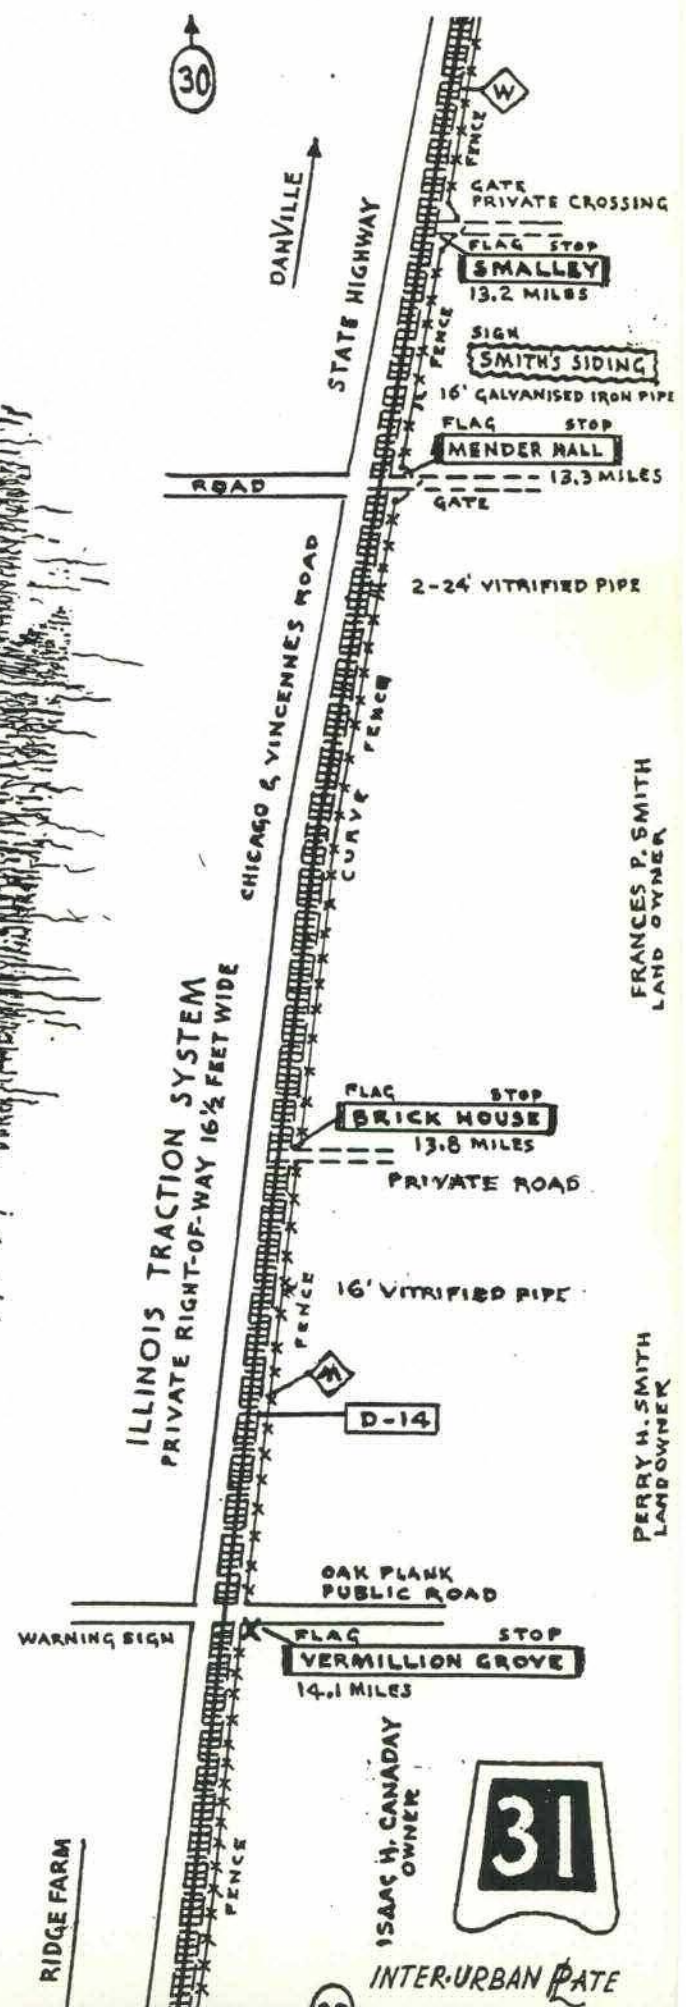 30
W
FENCE
DANVILLE
GATE
PRIVATE CROSSING
STATE HIGHWAY
FLAG STOP
SMALLEY
13.2 MILES
FENCE
SIGN
SMITH'S SIDING
16' GALVANISED IRON PIPE
FLAG STOP
MENDER HALL
13.3 MILES
ROAD
GATE
CHICAGO & VINCENNES ROAD
2-24' VITRIFIED PIPE
FENCE
CURVE
FRANCES P. SMITH
LAND OWNER
ILLINOIS TRACTION SYSTEM
PRIVATE RIGHT-OF-WAY 16½ FEET WIDE
FLAG STOP
BRICK HOUSE
13.8 MILES
PRIVATE ROAD
FENCE
16' VITRIFIED PIPE
D-14
PERRY H. SMITH
LANDOWNER
OAK PLANK
PUBLIC ROAD
WARNING SIGN
FLAG STOP
VERMILLION GROVE
14.1 MILES
ISAAC H. CANADAY
OWNER
31
FENCE
RIDGE FARM
INTER-URBAN PLATE